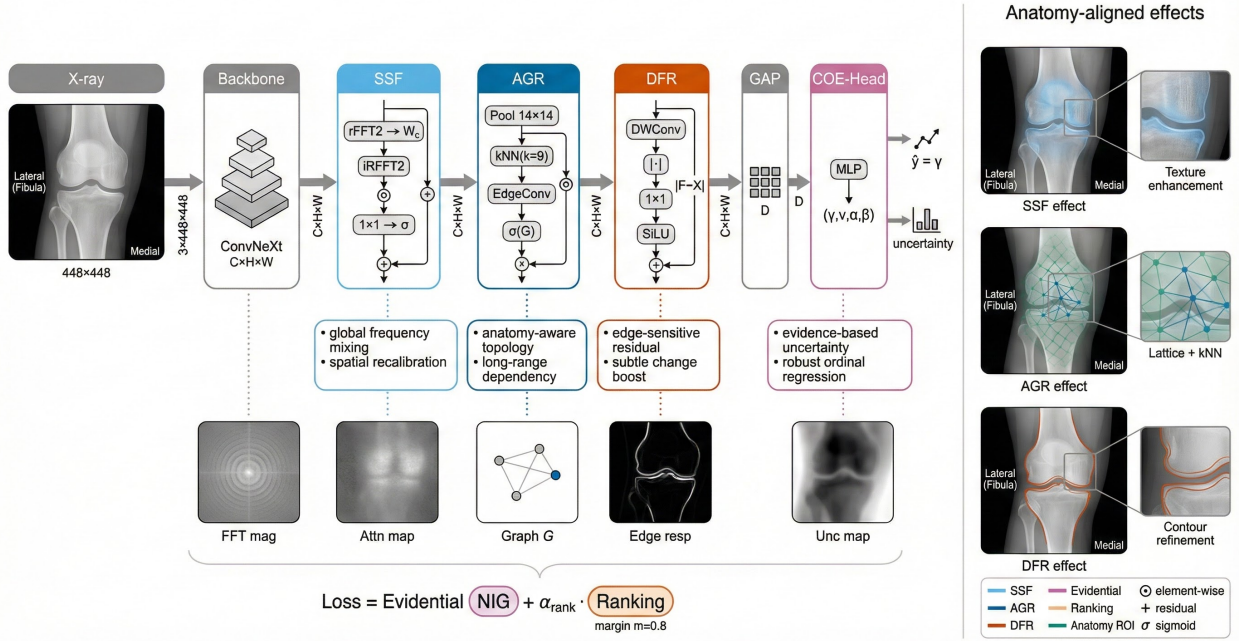 X-ray
Lateral
(Fibula)
Medial
448×448
3×448×448
Backbone
ConvNeXt
C×H×W
C×H×W
SSF
rFFT2 → Wc
iRFFT2
1×1 → σ
C×H×W
AGR
Pool 14×14
kNN(k=9)
EdgeConv
σ(G)
C×H×W
DFR
DWConv
|·|
1×1
SiLU
|F−X|
C×H×W
GAP
D
D
COE-Head
MLP
(γ,ν,α,β)
ŷ = γ
uncertainty
• global frequency
mixing
• spatial recalibration
• anatomy-aware
topology
• long-range
dependency
• edge-sensitive
residual
• subtle change
boost
• evidence-based
uncertainty
• robust ordinal
regression
FFT mag
Attn map
Graph G
Edge resp
Unc map
Loss = Evidential NIG + αrank · Ranking
margin m=0.8
Anatomy-aligned effects
Lateral
(Fibula)
Medial
Texture
enhancement
SSF effect
Lateral
(Fibula)
Medial
Lattice + kNN
AGR effect
Lateral
(Fibula)
Medial
Contour
refinement
DFR effect
SSF
Evidential
⊙ element-wise
AGR
Ranking
+ residual
DFR
Anatomy ROI
σ sigmoid